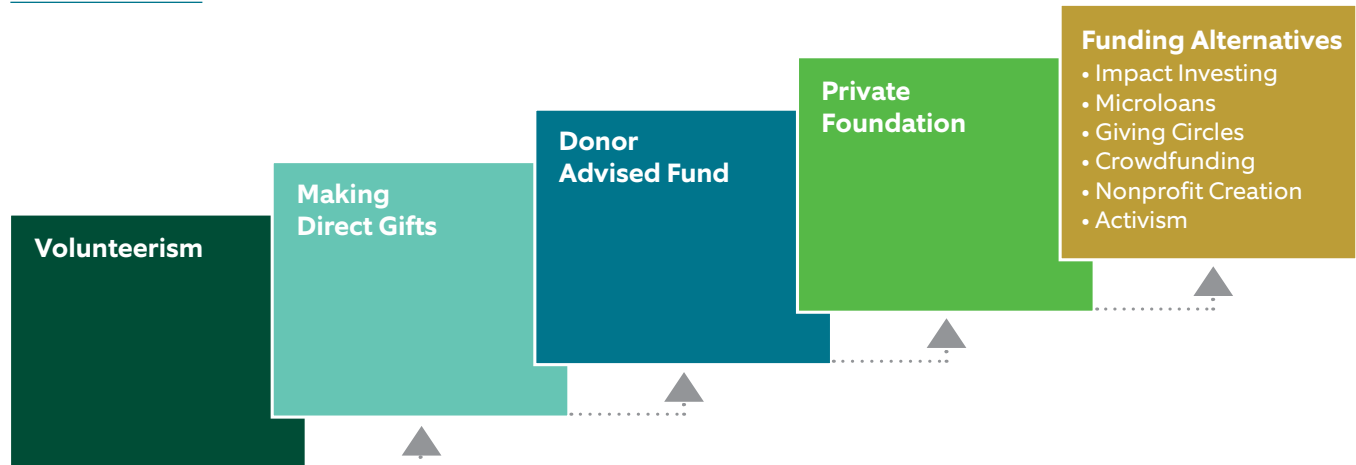 Volunteerism
Making
Direct Gifts
Donor
Advised Fund
Private
Foundation
Funding Alternatives
• Impact Investing
• Microloans
• Giving Circles
• Crowdfunding
• Nonprofit Creation
• Activism